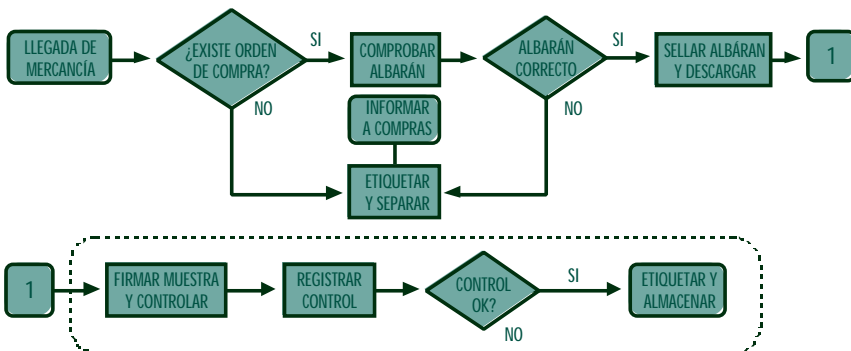 LLEGADA DE
MERCANCÍA
¿EXISTE ORDEN
DE COMPRA?
SI
COMPROBAR
ALBARÁN
ALBARÁN
CORRECTO
SI
SELLAR ALBÁRAN
Y DESCARGAR
1
NO
INFORMAR
A COMPRAS
NO
ETIQUETAR
Y SEPARAR
1
FIRMAR MUESTRA
Y CONTROLAR
REGISTRAR
CONTROL
CONTROL
OK?
SI
ETIQUETAR Y
ALMACENAR
NO